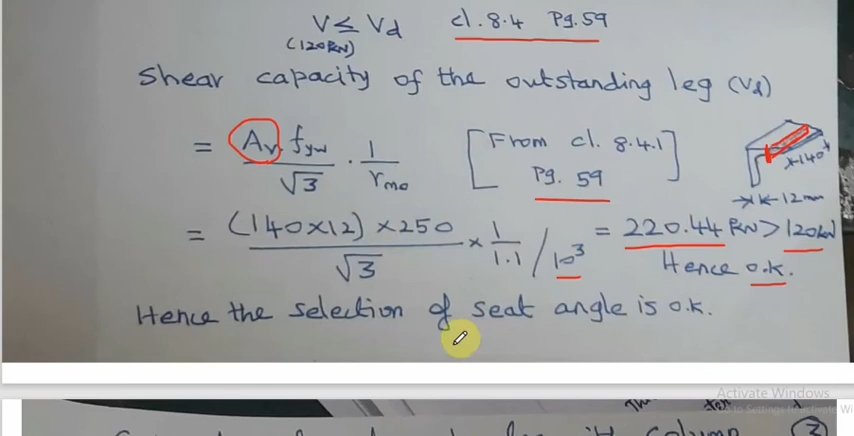 V ≤ Vd cl. 8.4 Pg. 59
(120kN)
Shear capacity of the outstanding leg (Vd)
= Av fyw / √3 · 1 / γmo [From cl. 8.4.1 Pg. 59]
140
12mm
= (140×12) × 250 / √3 × 1 / 1.1 / 10³ = 220.44 kN > 120kN
Hence o.k.
Hence the selection of seat angle is o.k.
Activate Windows
column
3